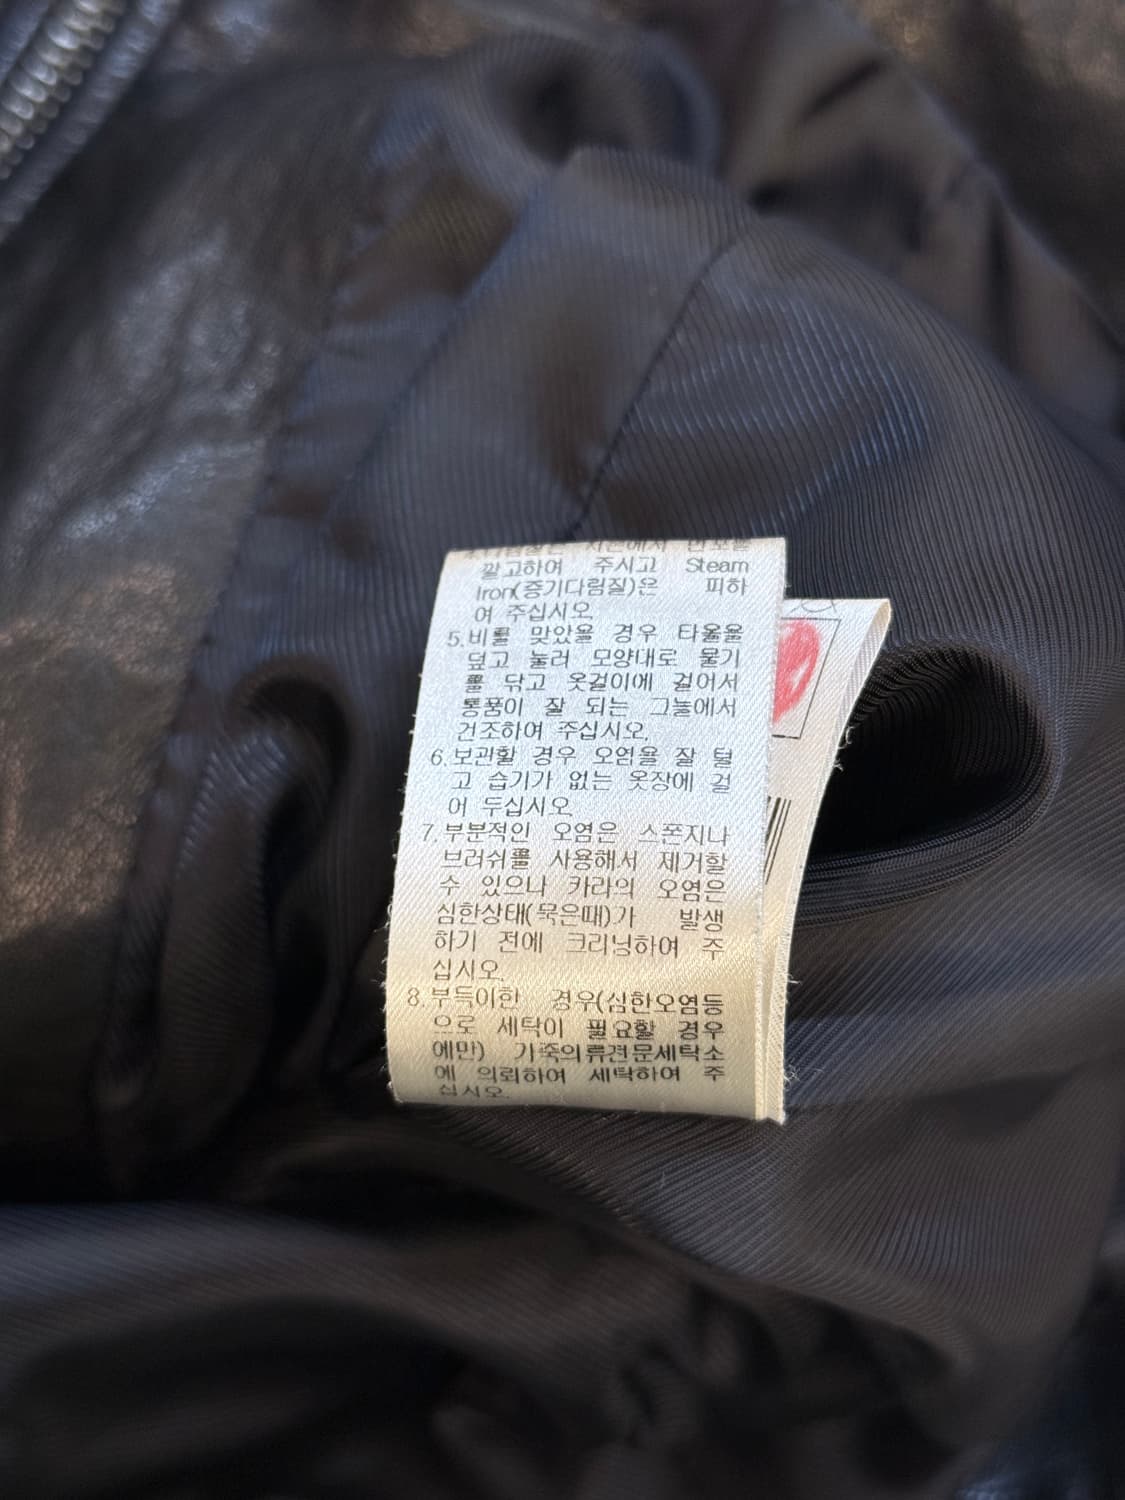 깔고하여 주시고 Steam
Iron(증기다림질)은 피하
여 주십시오
5.비를 맞았을 경우 타올을
덮고 눌러 모양대로 물기
를 닦고 옷걸이에 걸어서
통풍이 잘 되는 그늘에서
건조하여 주십시오.
6.보관할 경우 오염을 잘 털
고 습기가 없는 옷장에 걸
어 두십시오
7.부분적인 오염은 스폰지나
브러쉬를 사용해서 제거할
수 있으나 카라의 오염은
심한상태(묵은때)가 발생
하기 전에 크리닝하여 주
십시오.
8.부득이한 경우(심한오염등
으로 세탁이 필요할 경우
에만) 가죽의류전문세탁소
에 의뢰하여 세탁하여 주
십시오.